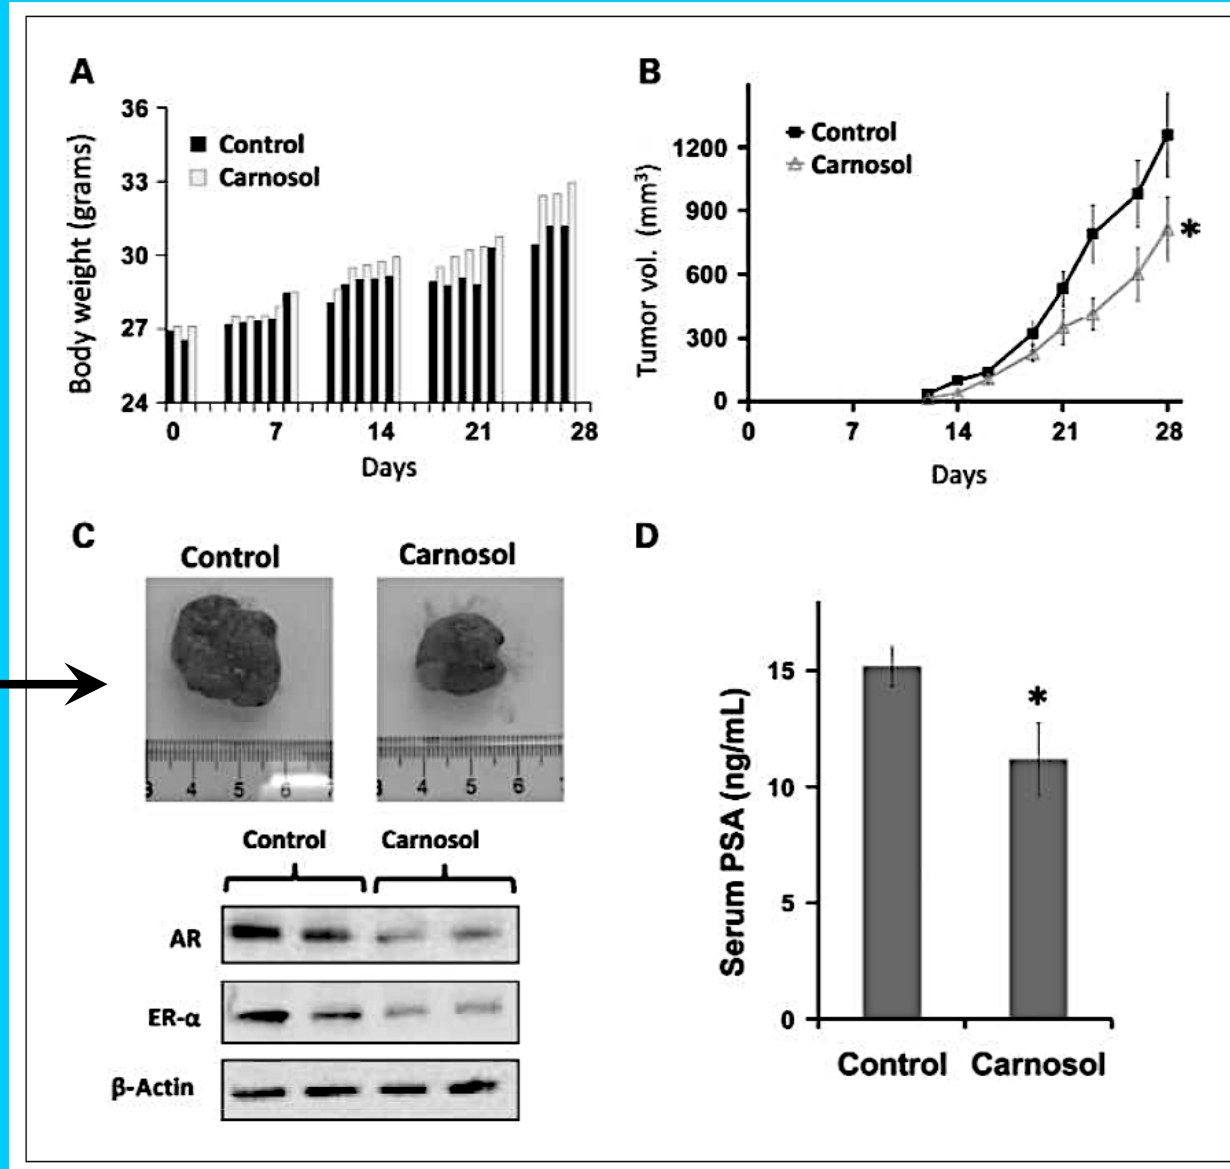 A
36
33
30
27
24
Body weight (grams)
Control
Carnosol
0 7 14 21 28
Days
B
1200
900
600
300
0
Tumor vol. (mm³)
Control
Carnosol
*
0 7 14 21 28
Days
C
Control Carnosol
3 4 5 6 7
3 4 5 6
Control Carnosol
AR
ER-α
β-Actin
D
15
10
5
0
Serum PSA (ng/mL)
*
Control Carnosol